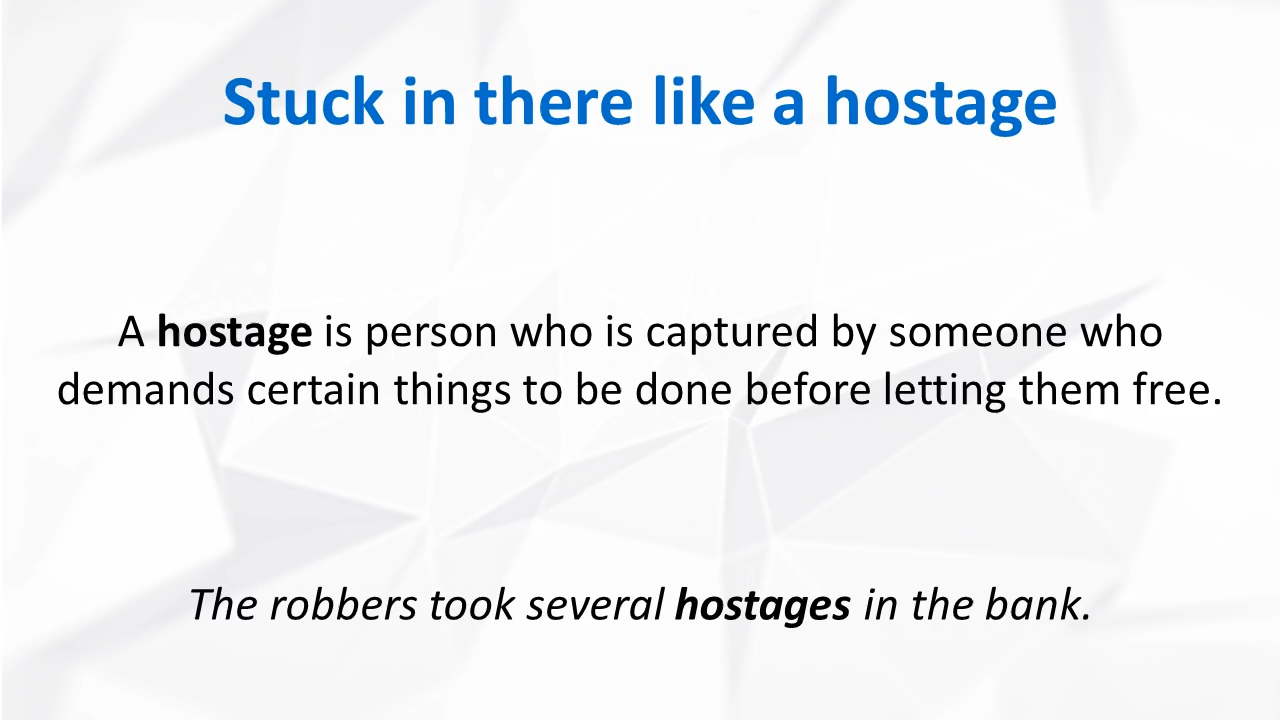 Stuck in there like a hostage
A hostage is person who is captured by someone who
demands certain things to be done before letting them free.
The robbers took several hostages in the bank.